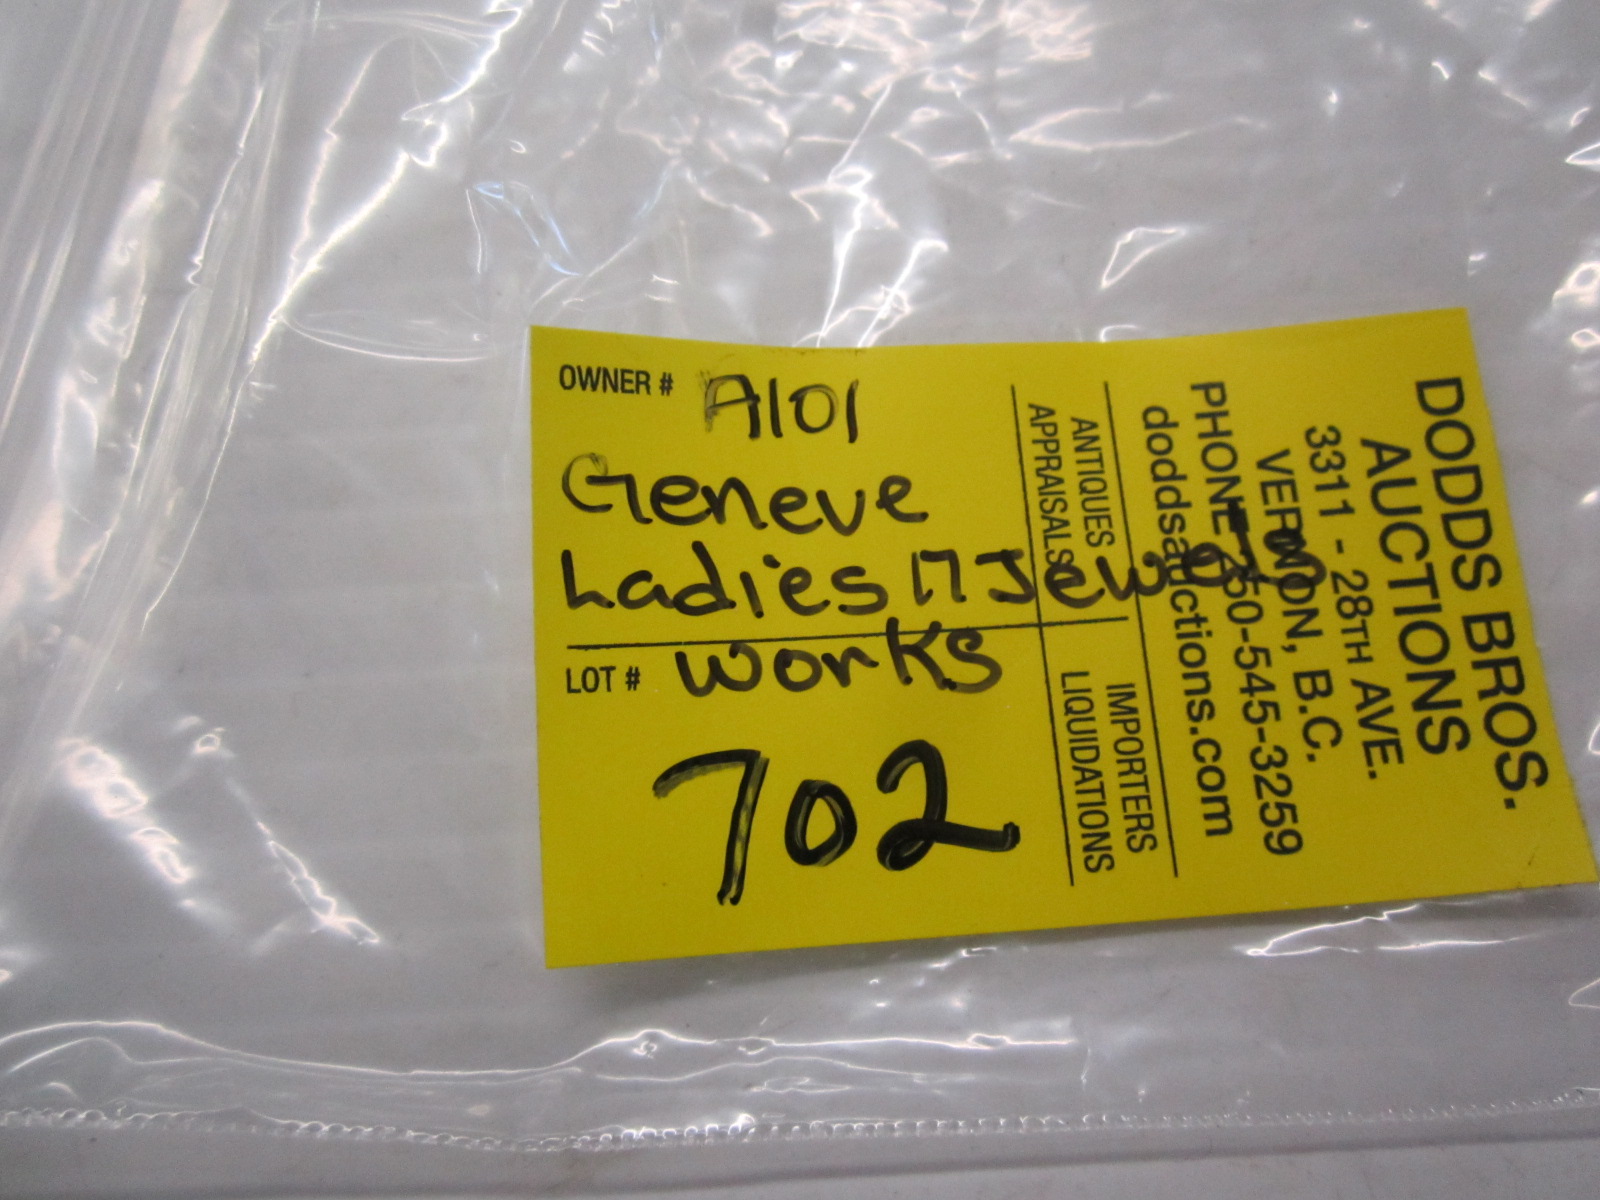 OWNER # A101
Geneve
Ladies 17 Jewels
LOT # works
702
ANTIQUES
APPRAISALS
IMPORTERS
LIQUIDATIONS
DODDS BROS.
AUCTIONS
3311 - 28TH AVE.
VERNON, B.C.
PHONE 250-545-3259
doddsauctions.com